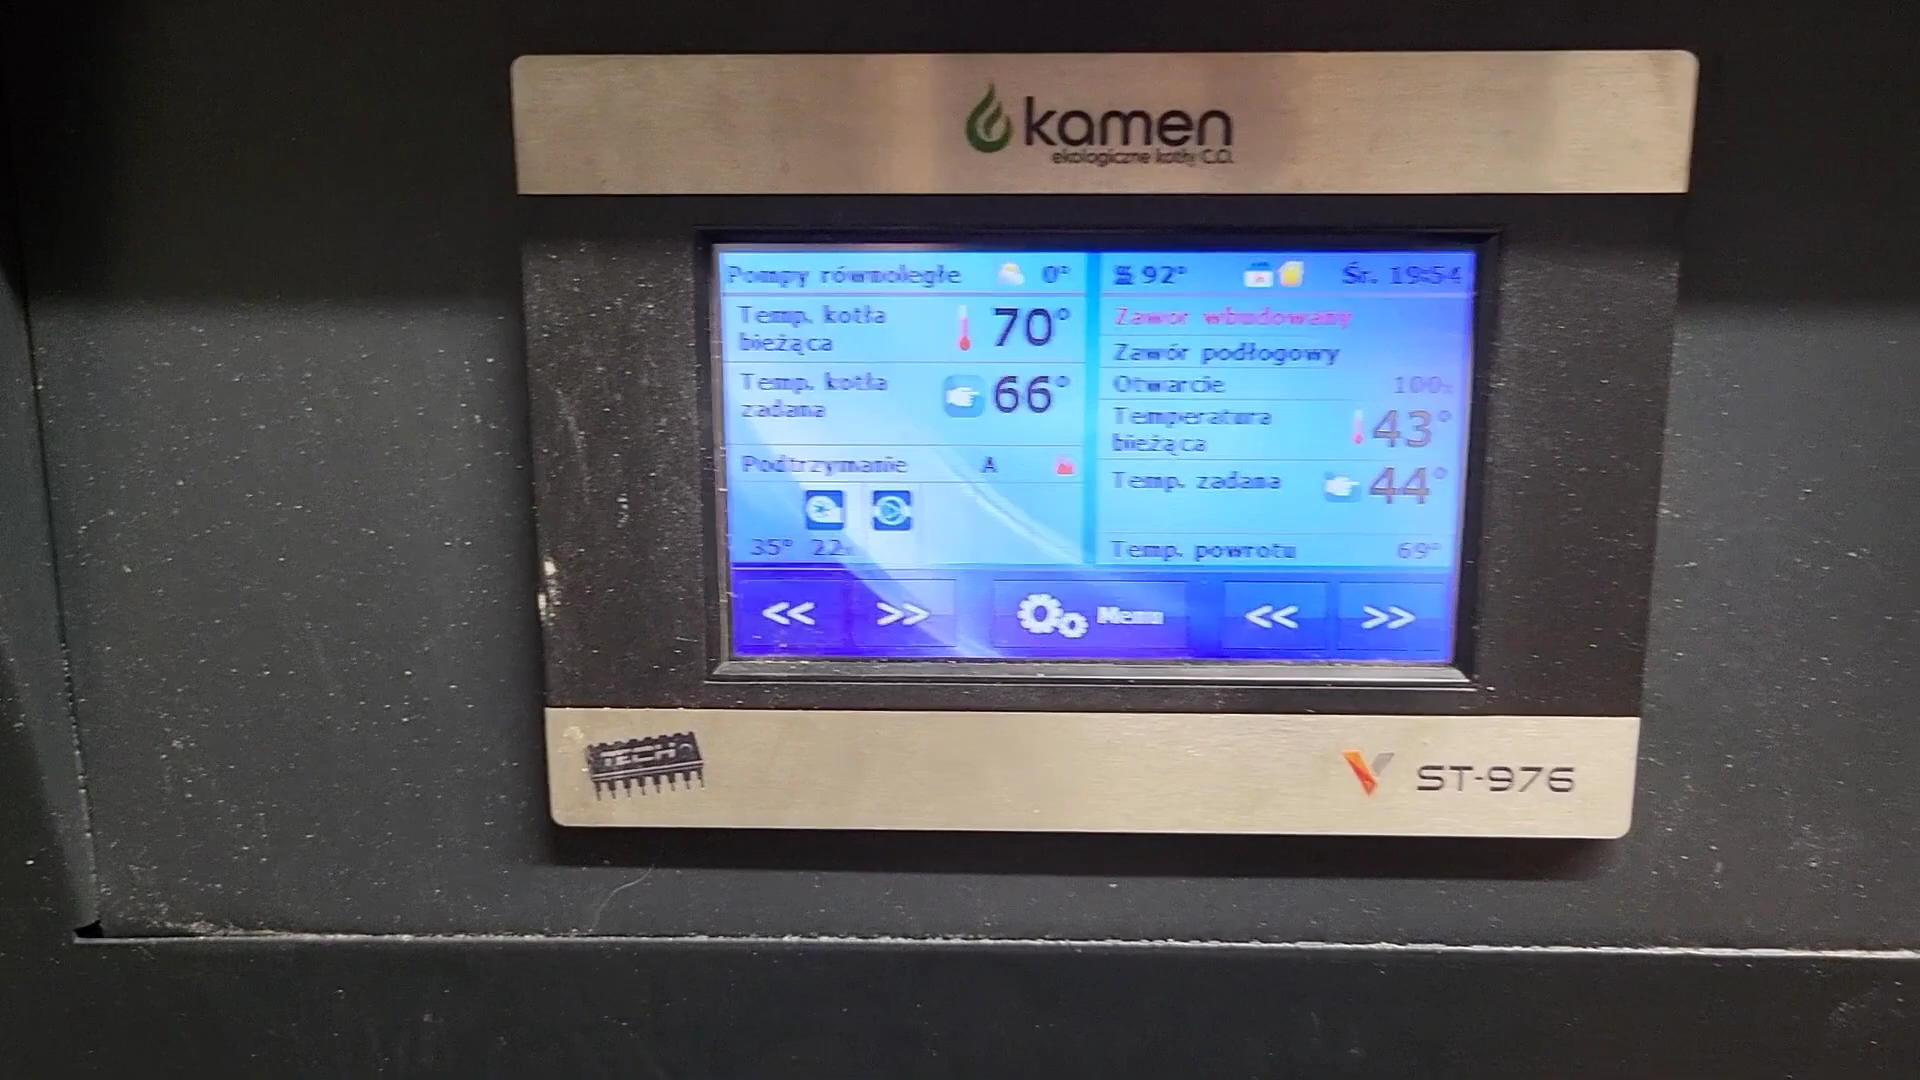 kamen
ekologiczne kotły C.O.
Pompy równoległe 0°
Temp. kotła
bieżąca 70°
Temp. kotła
zadana 66°
Podtrzymanie A
35° 22%
<< >>
Menu
92° Śr. 19:54
Zawór wbudowany
Zawór podłogowy
Otwarcie 100%
Temperatura
bieżąca 43°
Temp. zadana 44°
Temp. powrotu 69°
<< >>
TECH
ST-976